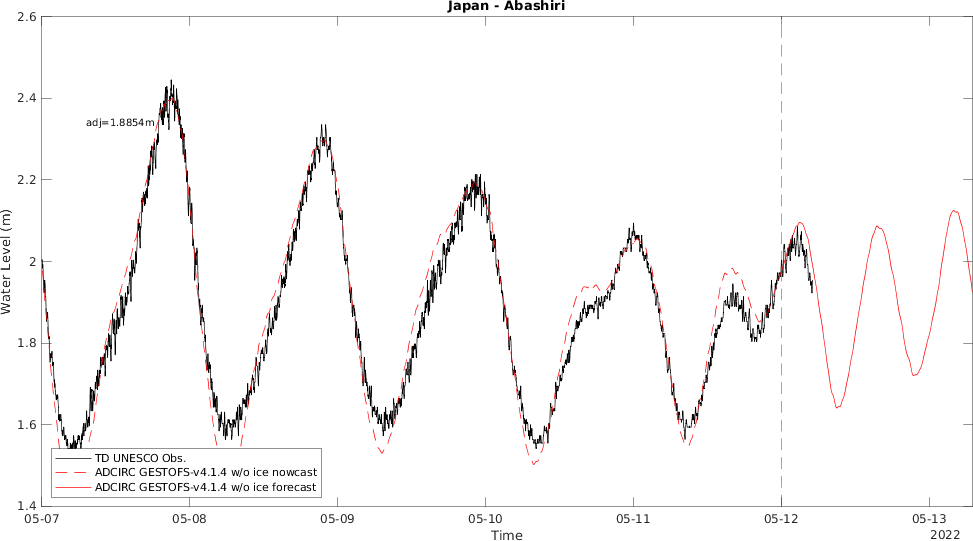 Japan - Abashiri
Water Level (m)
2.6
2.4
2.2
2
1.8
1.6
1.4
adj=1.8854m
TD UNESCO Obs.
ADCIRC GESTOFS-v4.1.4 w/o ice nowcast
ADCIRC GESTOFS-v4.1.4 w/o ice forecast
05-07
05-08
05-09
05-10
05-11
05-12
05-13
Time
2022